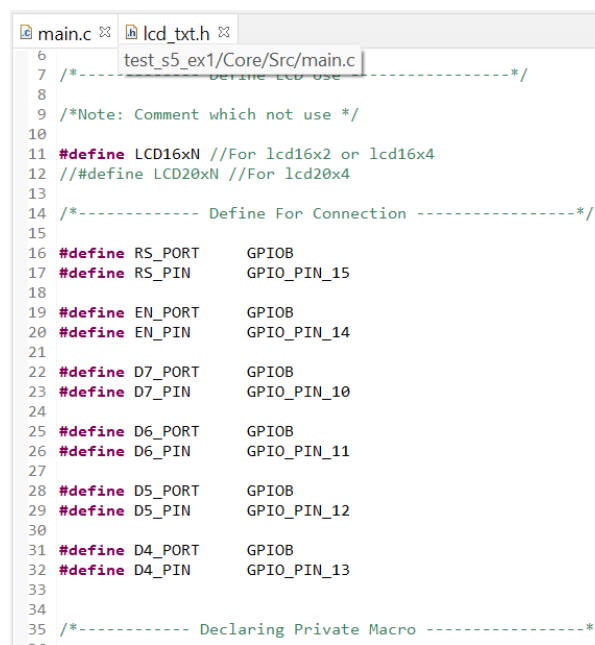 main.c lcd_txt.h
test_s5_ex1/Core/Src/main.c
6
7 /*------------- Define LCD Use -----------------*/
8
9 /*Note: Comment which not use */
10
11 #define LCD16xN //For lcd16x2 or lcd16x4
12 //#define LCD20xN //For lcd20x4
13
14 /*------------- Define For Connection -----------------*/
15
16 #define RS_PORT GPIOB
17 #define RS_PIN GPIO_PIN_15
18
19 #define EN_PORT GPIOB
20 #define EN_PIN GPIO_PIN_14
21
22 #define D7_PORT GPIOB
23 #define D7_PIN GPIO_PIN_10
24
25 #define D6_PORT GPIOB
26 #define D6_PIN GPIO_PIN_11
27
28 #define D5_PORT GPIOB
29 #define D5_PIN GPIO_PIN_12
30
31 #define D4_PORT GPIOB
32 #define D4_PIN GPIO_PIN_13
33
34
35 /*------------ Declaring Private Macro -----------------*